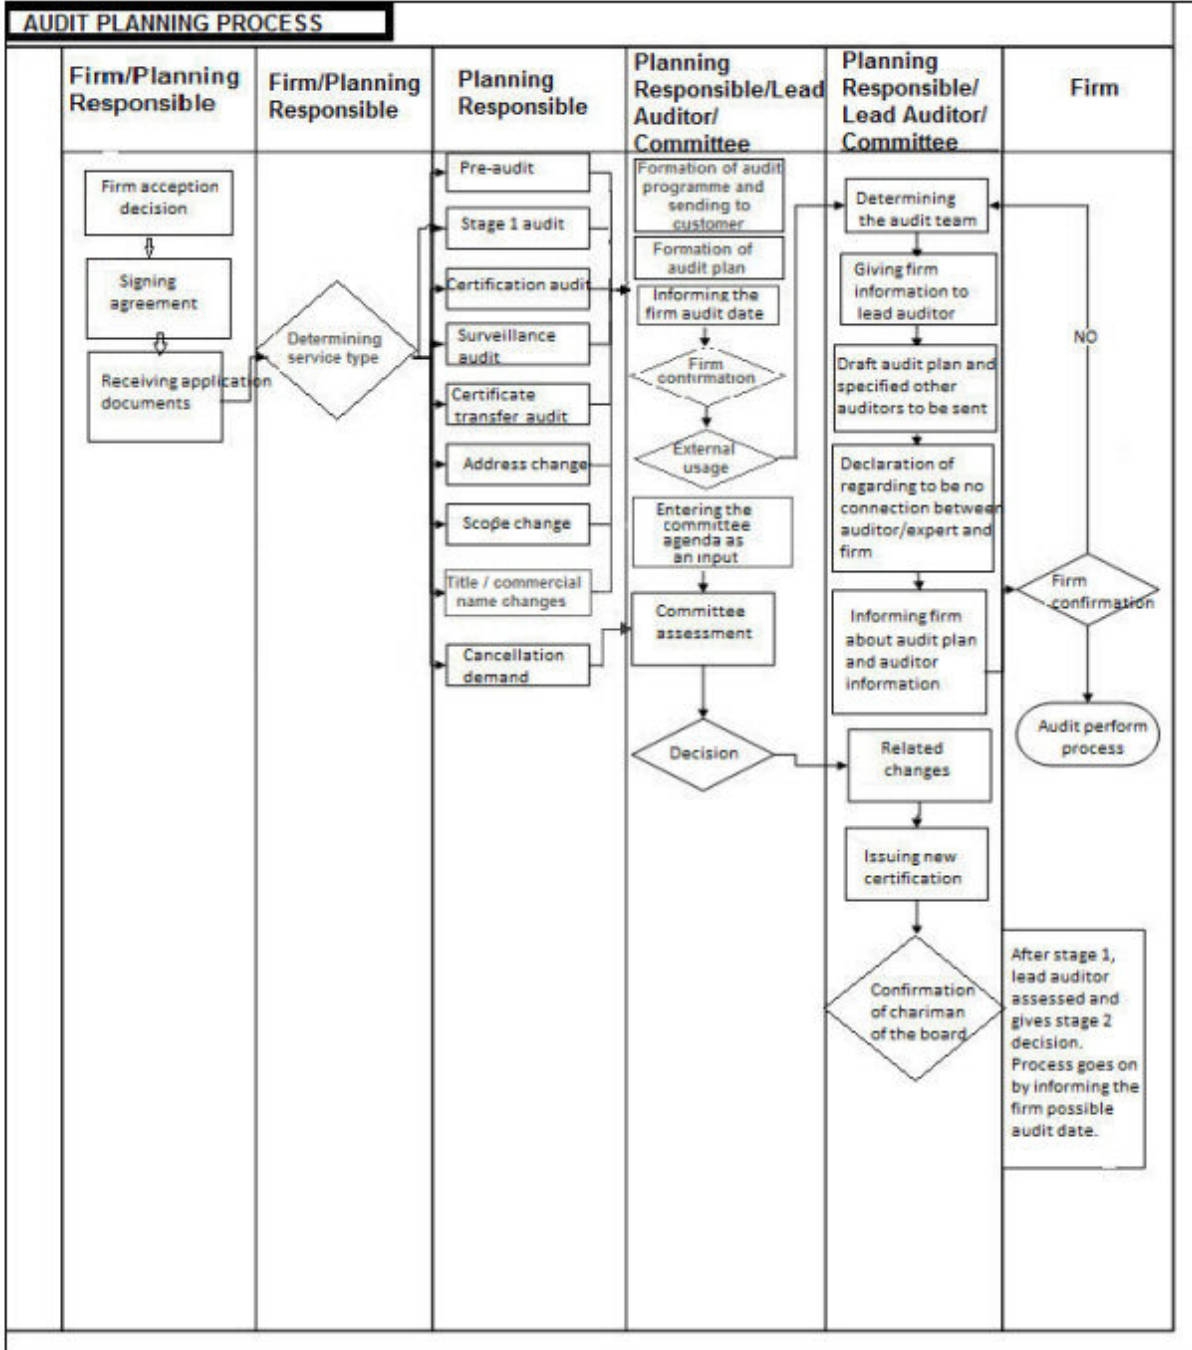 AUDIT PLANNING PROCESS
Firm/Planning
Responsible
Firm/Planning
Responsible
Planning
Responsible
Planning
Responsible/Lead
Auditor/
Committee
Planning
Responsible/
Lead Auditor/
Committee
Firm
Firm acception
decision
Signing
agreement
Receiving application
documents
Determining
service type
Pre-audit
Stage 1 audit
Certification audit
Surveillance
audit
Certificate
transfer audit
Address change
Scope change
Title / commercial
name changes
Cancellation
demand
Formation of audit
programme and
sending to
customer
Formation of
audit plan
Informing the
firm audit date
Firm
confirmation
External
usage
Entering the
committee
agenda as
an input
Committee
assessment
Decision
Determining
the audit team
Giving firm
information to
lead auditor
Draft audit plan and
specified other
auditors to be sent
Declaration of
regarding to be no
connection between
auditor/expert and
firm
Informing firm
about audit plan
and auditor
information
Related
changes
Issuing new
certification
Confirmation
of chariman
of the board
NO
Firm
confirmation
Audit perform
process
After stage 1,
lead auditor
assessed and
gives stage 2
decision.
Process goes on
by informing the
firm possible
audit date.